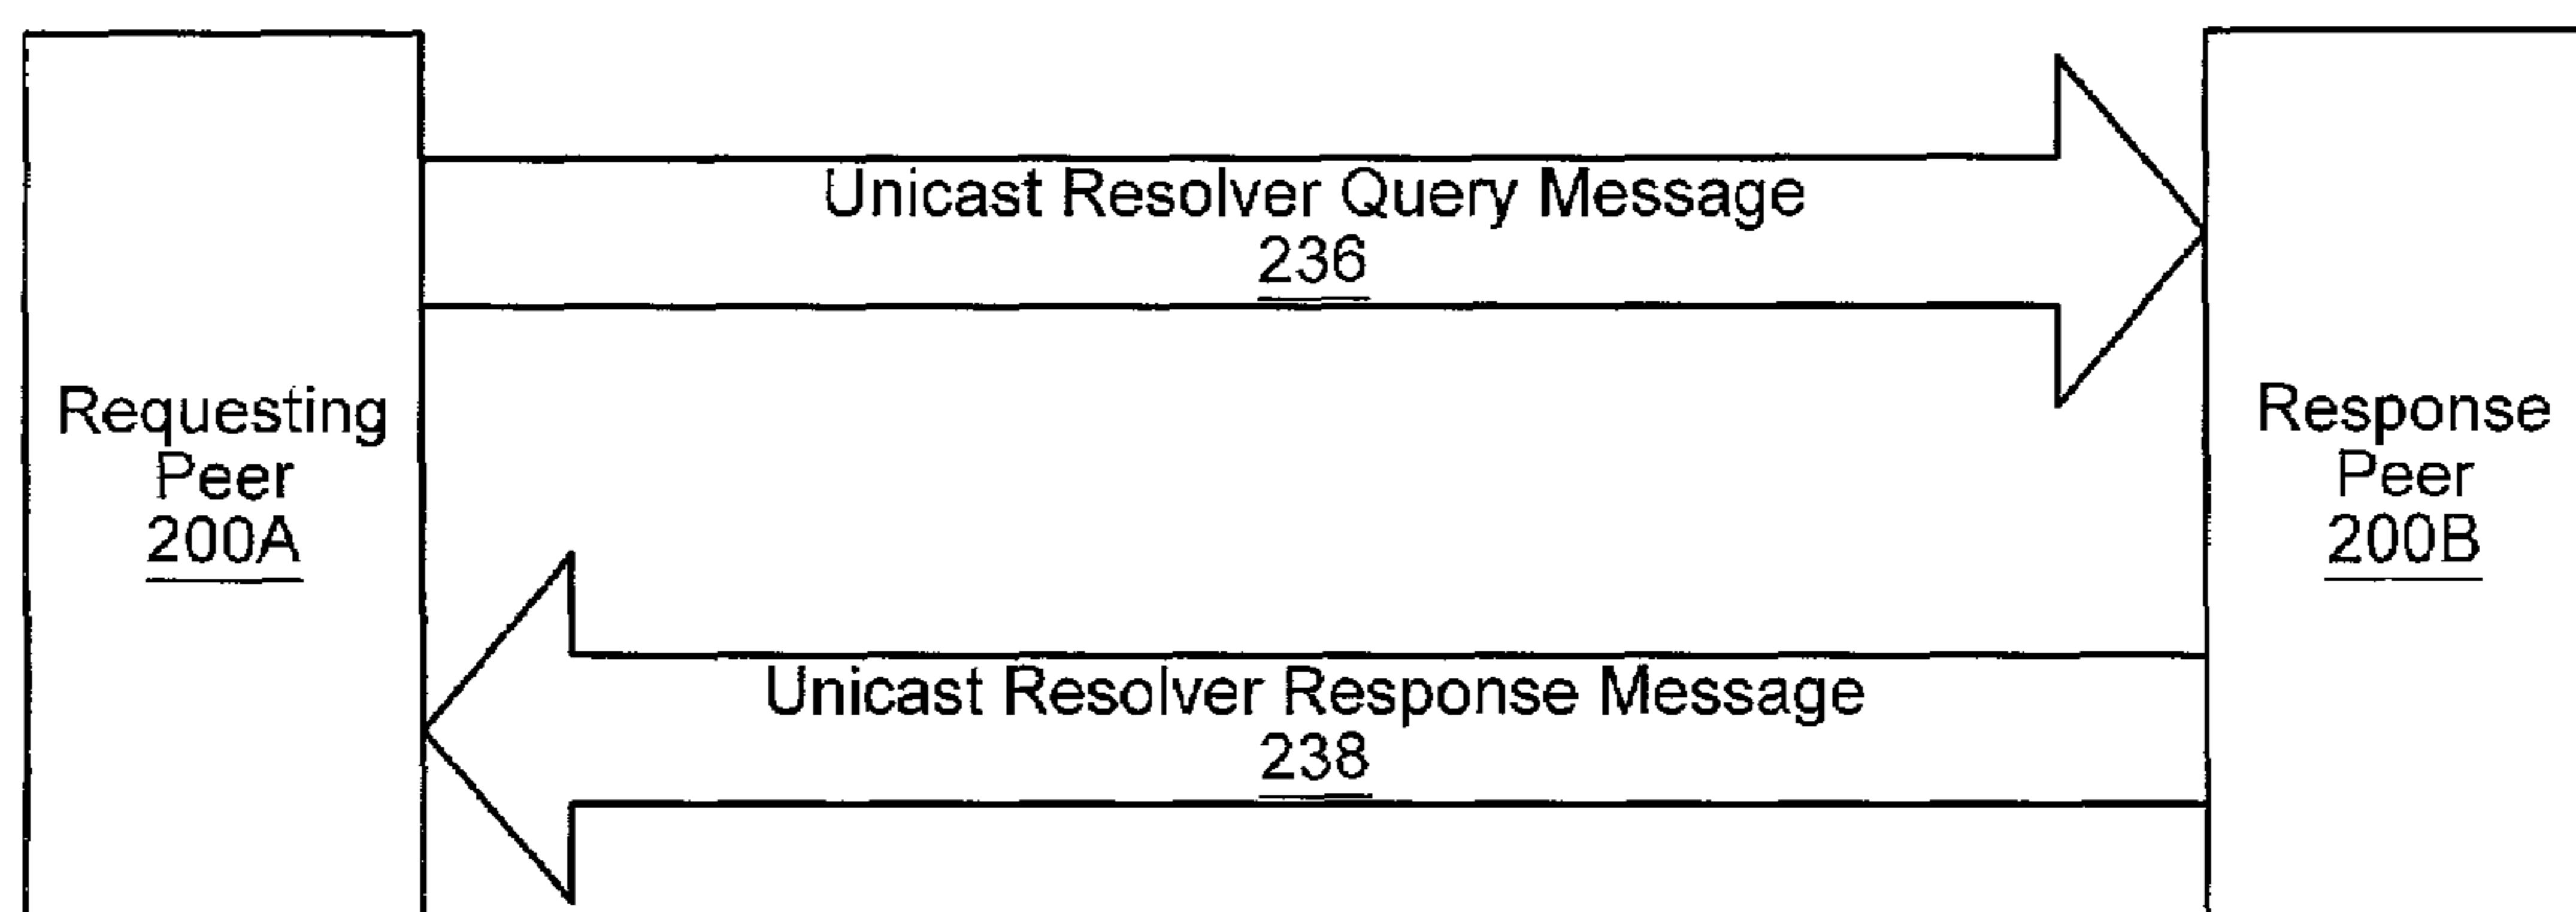 Unicast Resolver Query Message
236
Requesting
Peer
200A
Response
Peer
200B
Unicast Resolver Response Message
238